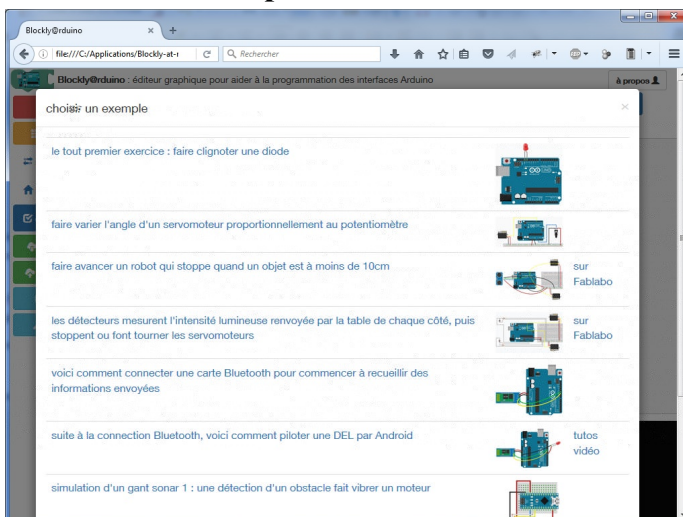 Blockly@rduino
file:///C:/Applications/Blockly-at-r
Rechercher
Blockly@rduino : éditeur graphique pour aider à la programmation des interfaces Arduino
à propos
choisir un exemple
le tout premier exercice : faire clignoter une diode
faire varier l'angle d'un servomoteur proportionnellement au potentiomètre
faire avancer un robot qui stoppe quand un objet est à moins de 10cm
sur
Fablabo
les détecteurs mesurent l'intensité lumineuse renvoyée par la table de chaque côté, puis
stoppent ou font tourner les servomoteurs
sur
Fablabo
voici comment connecter une carte Bluetooth pour commencer à recueillir des
informations envoyées
suite à la connection Bluetooth, voici comment piloter une DEL par Android
tutos
vidéo
simulation d'un gant sonar 1 : une détection d'un obstacle fait vibrer un moteur